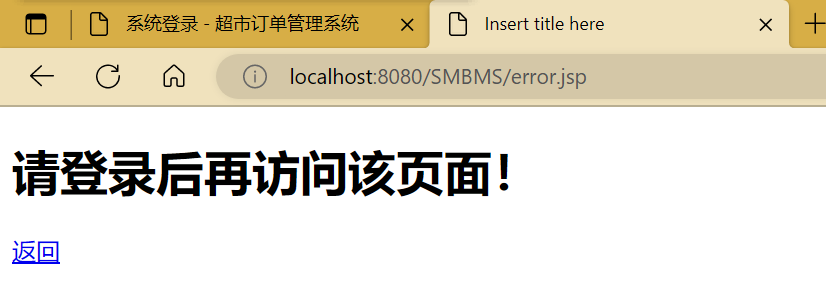 系统登录 - 超市订单管理系统
Insert title here
localhost:8080/SMBMS/error.jsp
请登录后再访问该页面！
返回